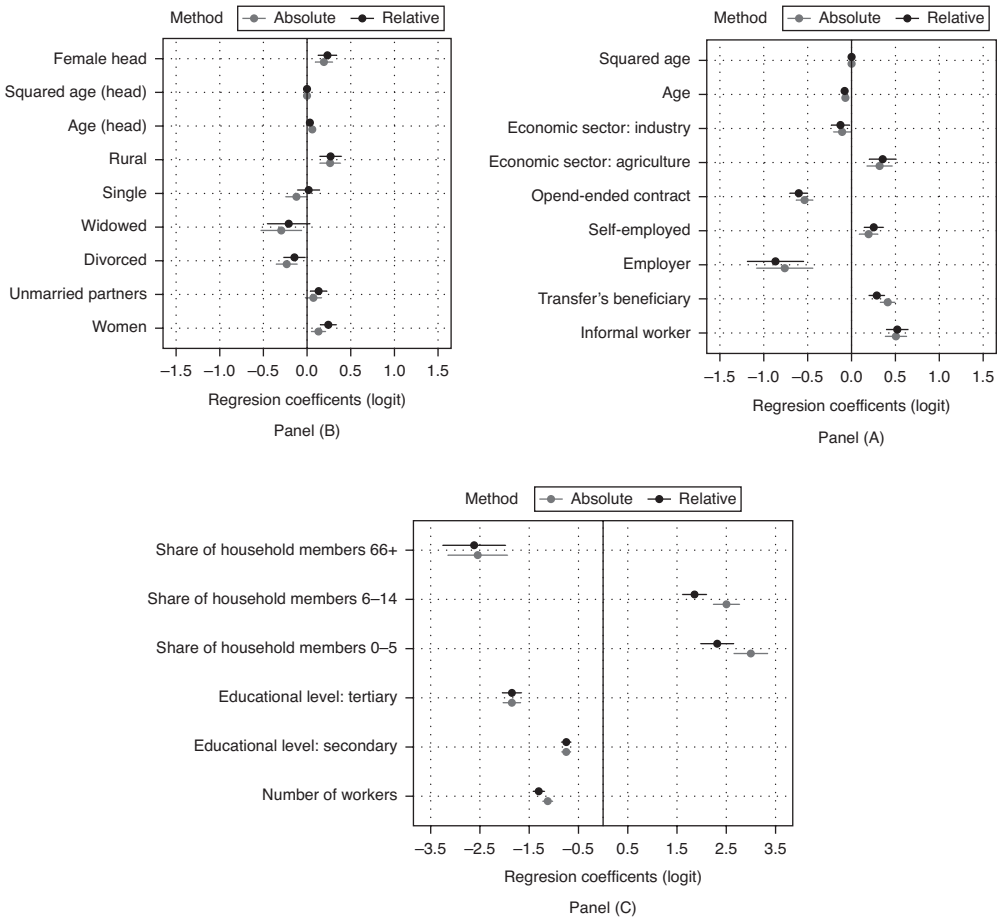 Method Absolute Relative
Female head
Squared age (head)
Age (head)
Rural
Single
Widowed
Divorced
Unmarried partners
Women
−1.5 −1.0 −0.5 0.0 0.5 1.0 1.5
Regresion coefficents (logit)
Panel (B)
Method Absolute Relative
Squared age
Age
Economic sector: industry
Economic sector: agriculture
Opend-ended contract
Self-employed
Employer
Transfer’s beneficiary
Informal worker
−1.5 −1.0 −0.5 0.0 0.5 1.0 1.5
Regresion coefficents (logit)
Panel (A)
Method Absolute Relative
Share of household members 66+
Share of household members 6–14
Share of household members 0–5
Educational level: tertiary
Educational level: secondary
Number of workers
−3.5 −2.5 −1.5 −0.5 0.5 1.5 2.5 3.5
Regresion coefficents (logit)
Panel (C)